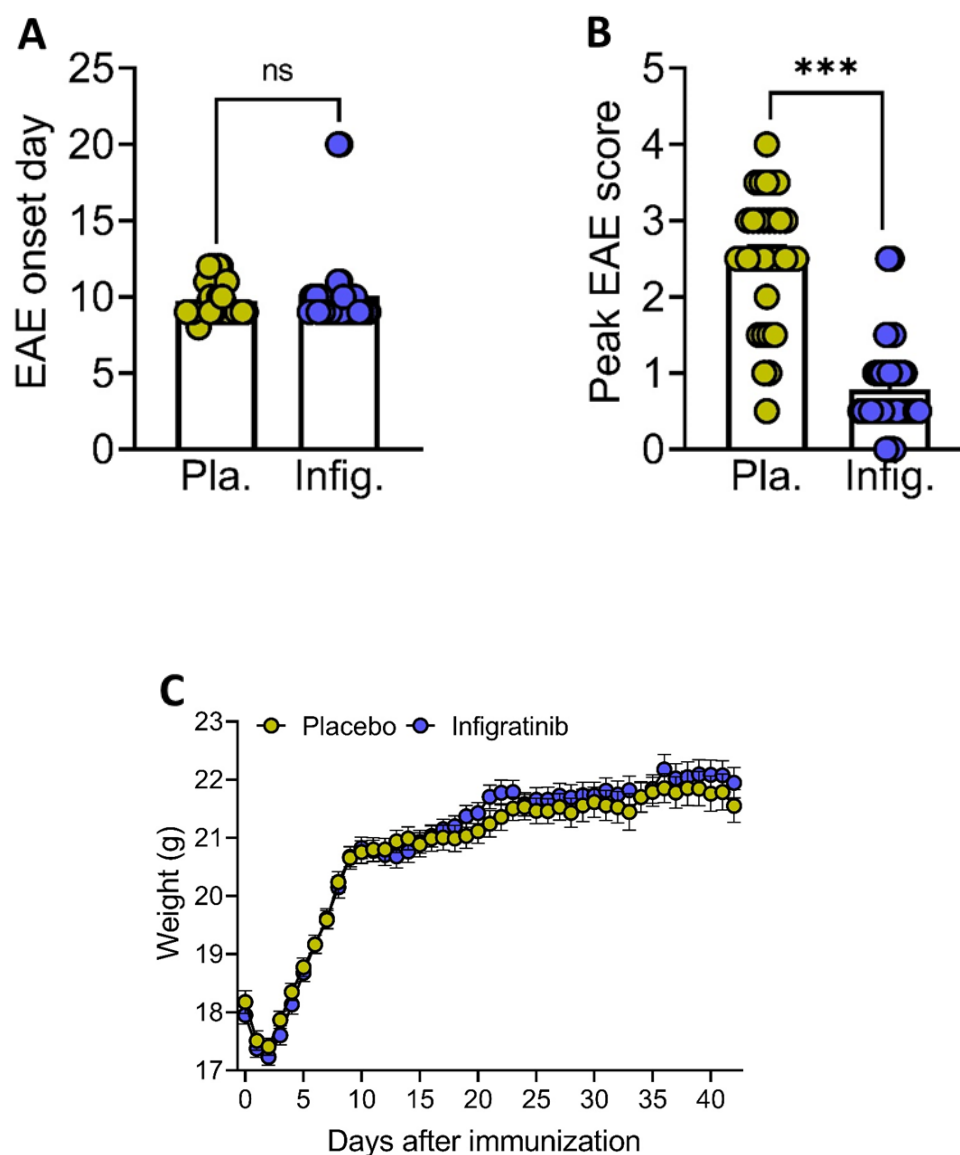 A
EAE onset day
25
20
15
10
5
0
ns
Pla. Infig.
B
Peak EAE score
5
4
3
2
1
0
***
Pla. Infig.
C
Placebo Infigratinib
Weight (g)
23
22
21
20
19
18
17
0 5 10 15 20 25 30 35 40
Days after immunization